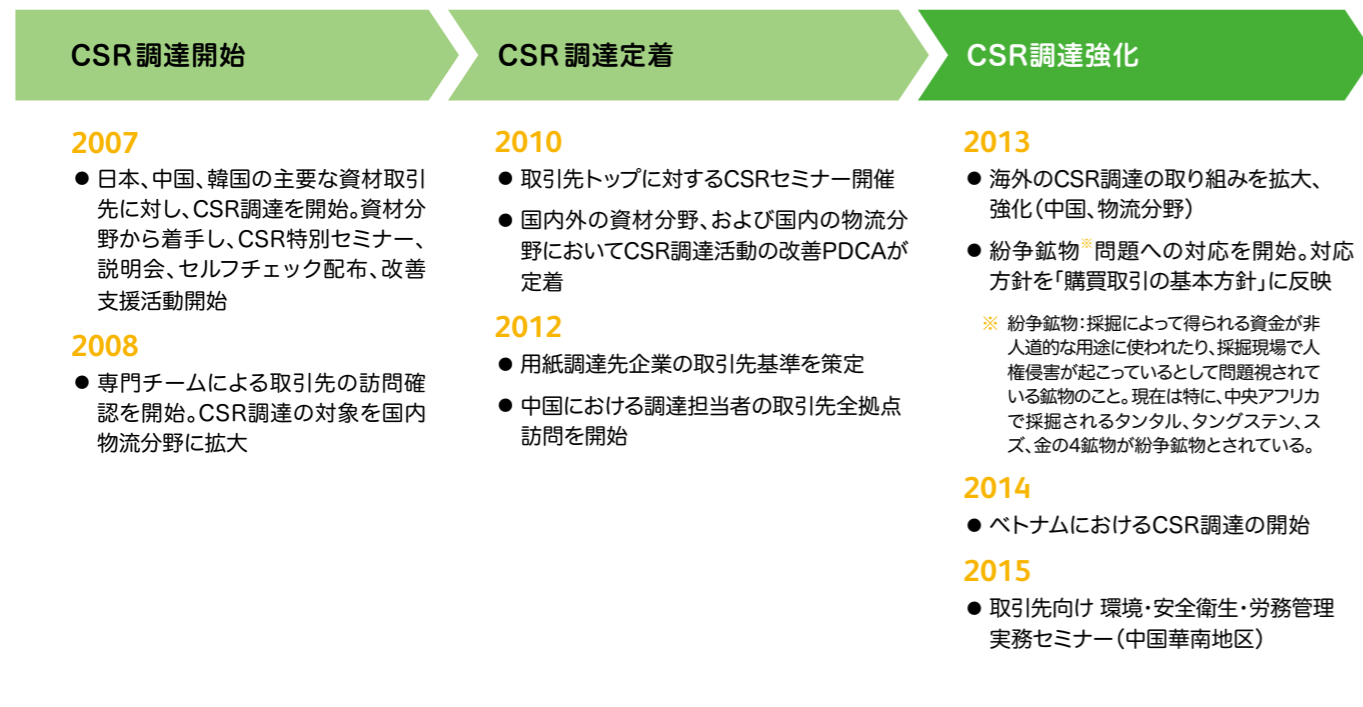 CSR調達開始
2007
● 日本、中国、韓国の主要な資材取引
先に対し、CSR調達を開始。資材分
野から着手し、CSR特別セミナー、
説明会、セルフチェック配布、改善
支援活動開始
2008
● 専門チームによる取引先の訪問確
認を開始。CSR調達の対象を国内
物流分野に拡大
CSR調達定着
2010
● 取引先トップに対するCSRセミナー開催
● 国内外の資材分野、および国内の物流分
野においてCSR調達活動の改善PDCAが
定着
2012
● 用紙調達先企業の取引先基準を策定
● 中国における調達担当者の取引先全拠点
訪問を開始
CSR調達強化
2013
● 海外のCSR調達の取り組みを拡大、
強化(中国、物流分野)
● 紛争鉱物※問題への対応を開始。対応
方針を「購買取引の基本方針」に反映
※ 紛争鉱物:採掘によって得られる資金が非
人道的な用途に使われたり、採掘現場で人
権侵害が起こっているとして問題視されて
いる鉱物のこと。現在は特に、中央アフリカ
で採掘されるタンタル、タングステン、ス
ズ、金の4鉱物が紛争鉱物とされている。
2014
● ベトナムにおけるCSR調達の開始
2015
● 取引先向け 環境・安全衛生・労務管理
実務セミナー(中国華南地区)